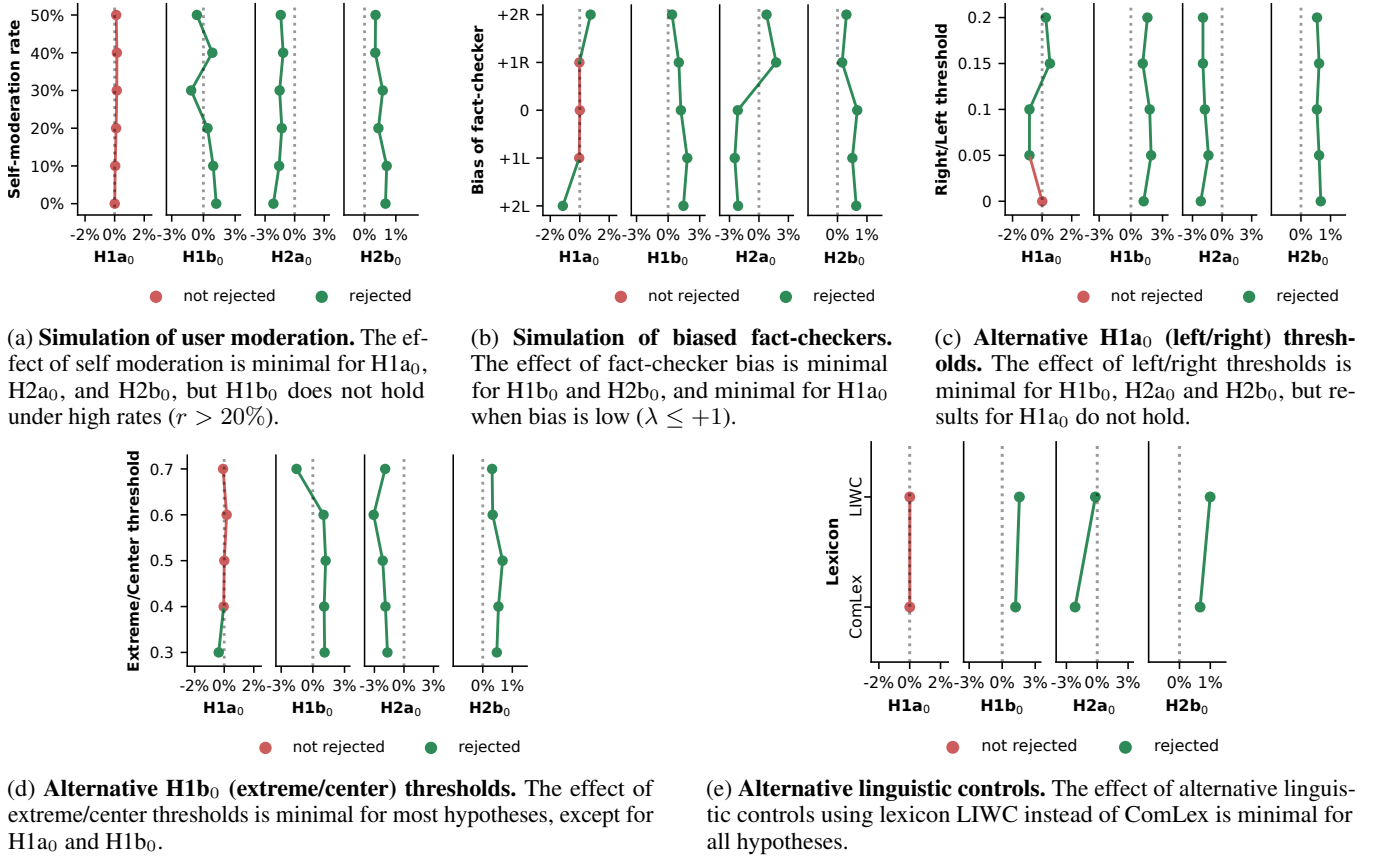 Self-moderation rate
50%
40%
30%
20%
10%
0%
-2% 0% 2%
-3% 0% 3%
-3% 0% 3%
0% 1%
H1a₀ H1b₀ H2a₀ H2b₀
not rejected rejected
(a) Simulation of user moderation. The ef-
fect of self moderation is minimal for H1a₀,
H2a₀, and H2b₀, but H1b₀ does not hold
under high rates (r > 20%).
Bias of fact-checker
+2R
+1R
0
+1L
+2L
-2% 0% 2%
-3% 0% 3%
-3% 0% 3%
0% 1%
H1a₀ H1b₀ H2a₀ H2b₀
not rejected rejected
(b) Simulation of biased fact-checkers.
The effect of fact-checker bias is minimal
for H1b₀ and H2b₀, and minimal for H1a₀
when bias is low (λ ≤ +1).
Right/Left threshold
0.2
0.15
0.1
0.05
0
-2% 0% 2%
-3% 0% 3%
-3% 0% 3%
0% 1%
H1a₀ H1b₀ H2a₀ H2b₀
not rejected rejected
(c) Alternative H1a₀ (left/right) thresh-
olds. The effect of left/right thresholds is
minimal for H1b₀, H2a₀ and H2b₀, but re-
sults for H1a₀ do not hold.
Extreme/Center threshold
0.7
0.6
0.5
0.4
0.3
-2% 0% 2%
-3% 0% 3%
-3% 0% 3%
0% 1%
H1a₀ H1b₀ H2a₀ H2b₀
not rejected rejected
(d) Alternative H1b₀ (extreme/center) thresholds. The effect of
extreme/center thresholds is minimal for most hypotheses, except for
H1a₀ and H1b₀.
Lexicon
LIWC
ComLex
-2% 0% 2%
-3% 0% 3%
-3% 0% 3%
0% 1%
H1a₀ H1b₀ H2a₀ H2b₀
not rejected rejected
(e) Alternative linguistic controls. The effect of alternative linguis-
tic controls using lexicon LIWC instead of ComLex is minimal for
all hypotheses.